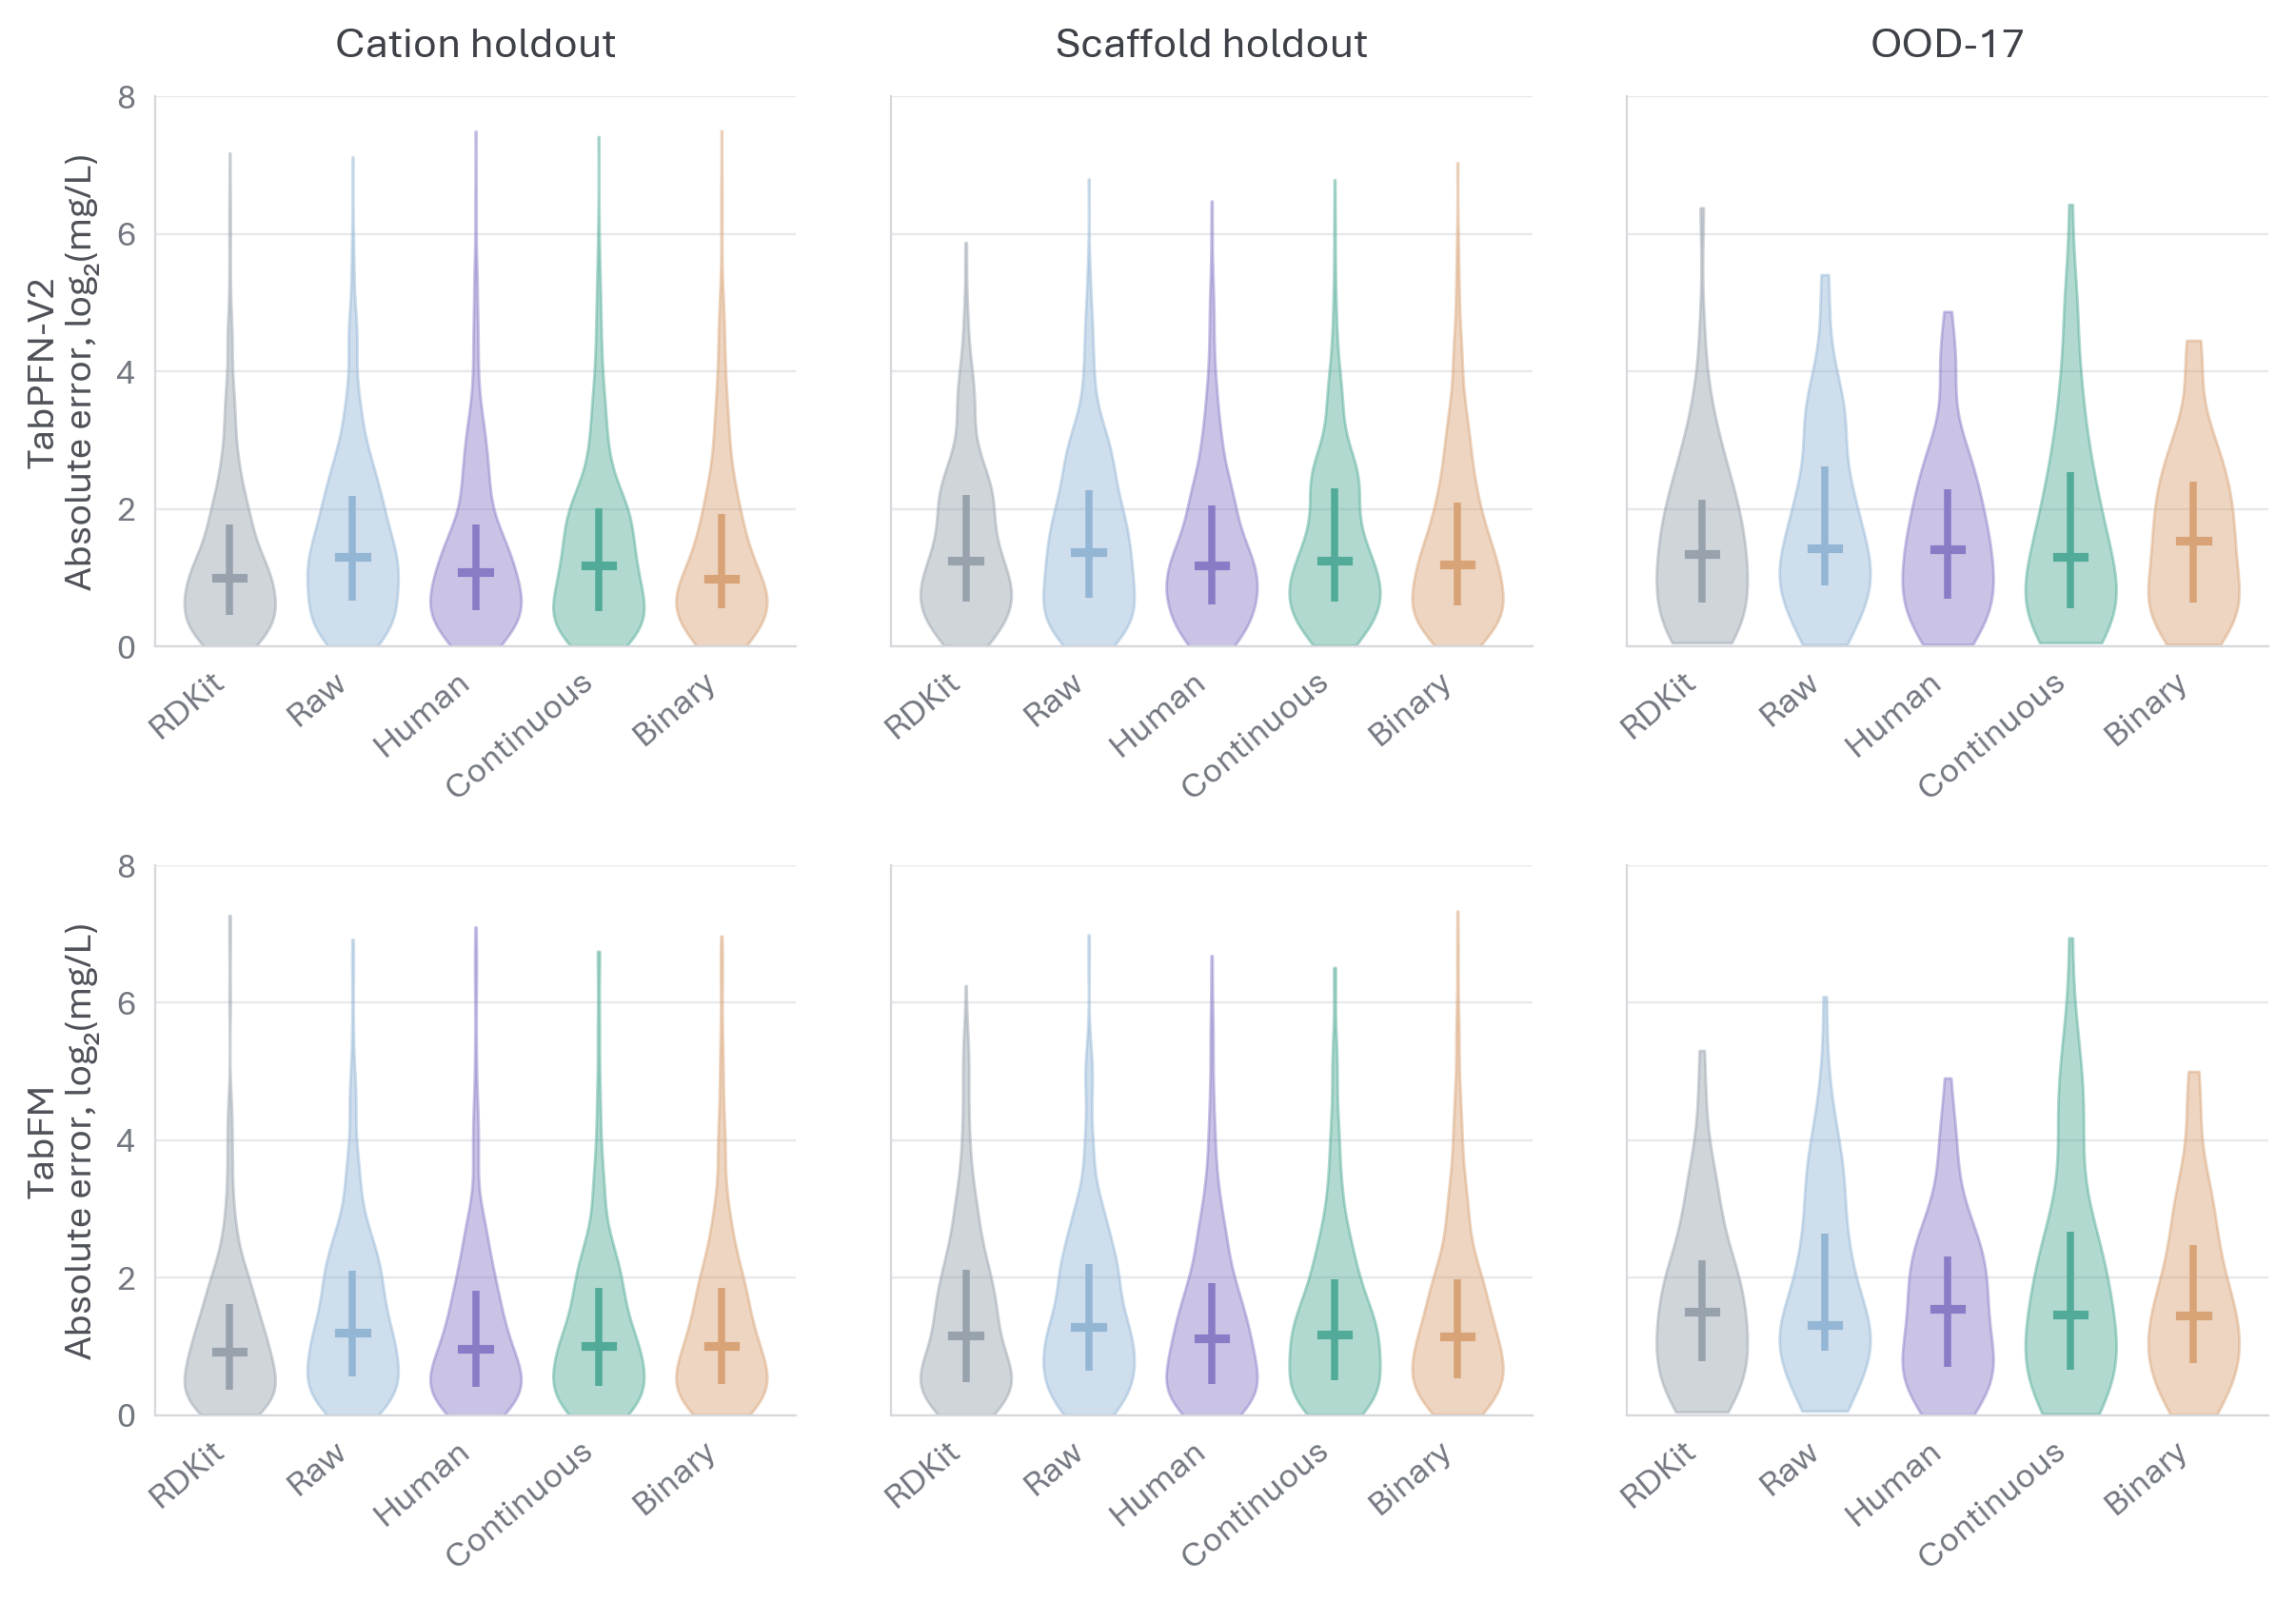 Cation holdout
Scaffold holdout
OOD-17
TabPFN-V2
Absolute error, log₂(mg/L)
8
6
4
2
0
RDKit
Raw
Human
Continuous
Binary
RDKit
Raw
Human
Continuous
Binary
RDKit
Raw
Human
Continuous
Binary
TabFM
Absolute error, log₂(mg/L)
8
6
4
2
0
RDKit
Raw
Human
Continuous
Binary
RDKit
Raw
Human
Continuous
Binary
RDKit
Raw
Human
Continuous
Binary